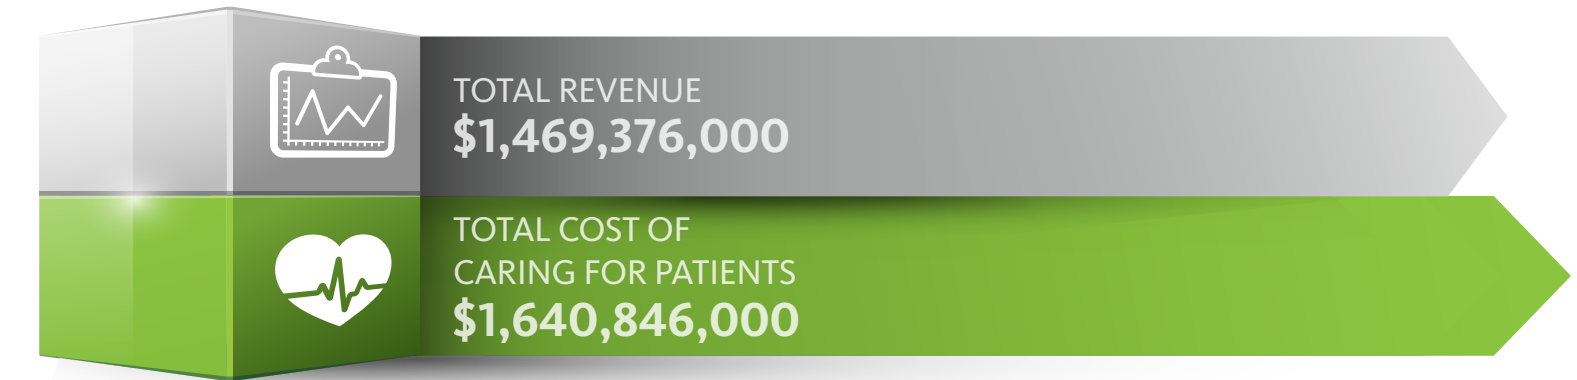 TOTAL REVENUE
$1,469,376,000
TOTAL COST OF
CARING FOR PATIENTS
$1,640,846,000